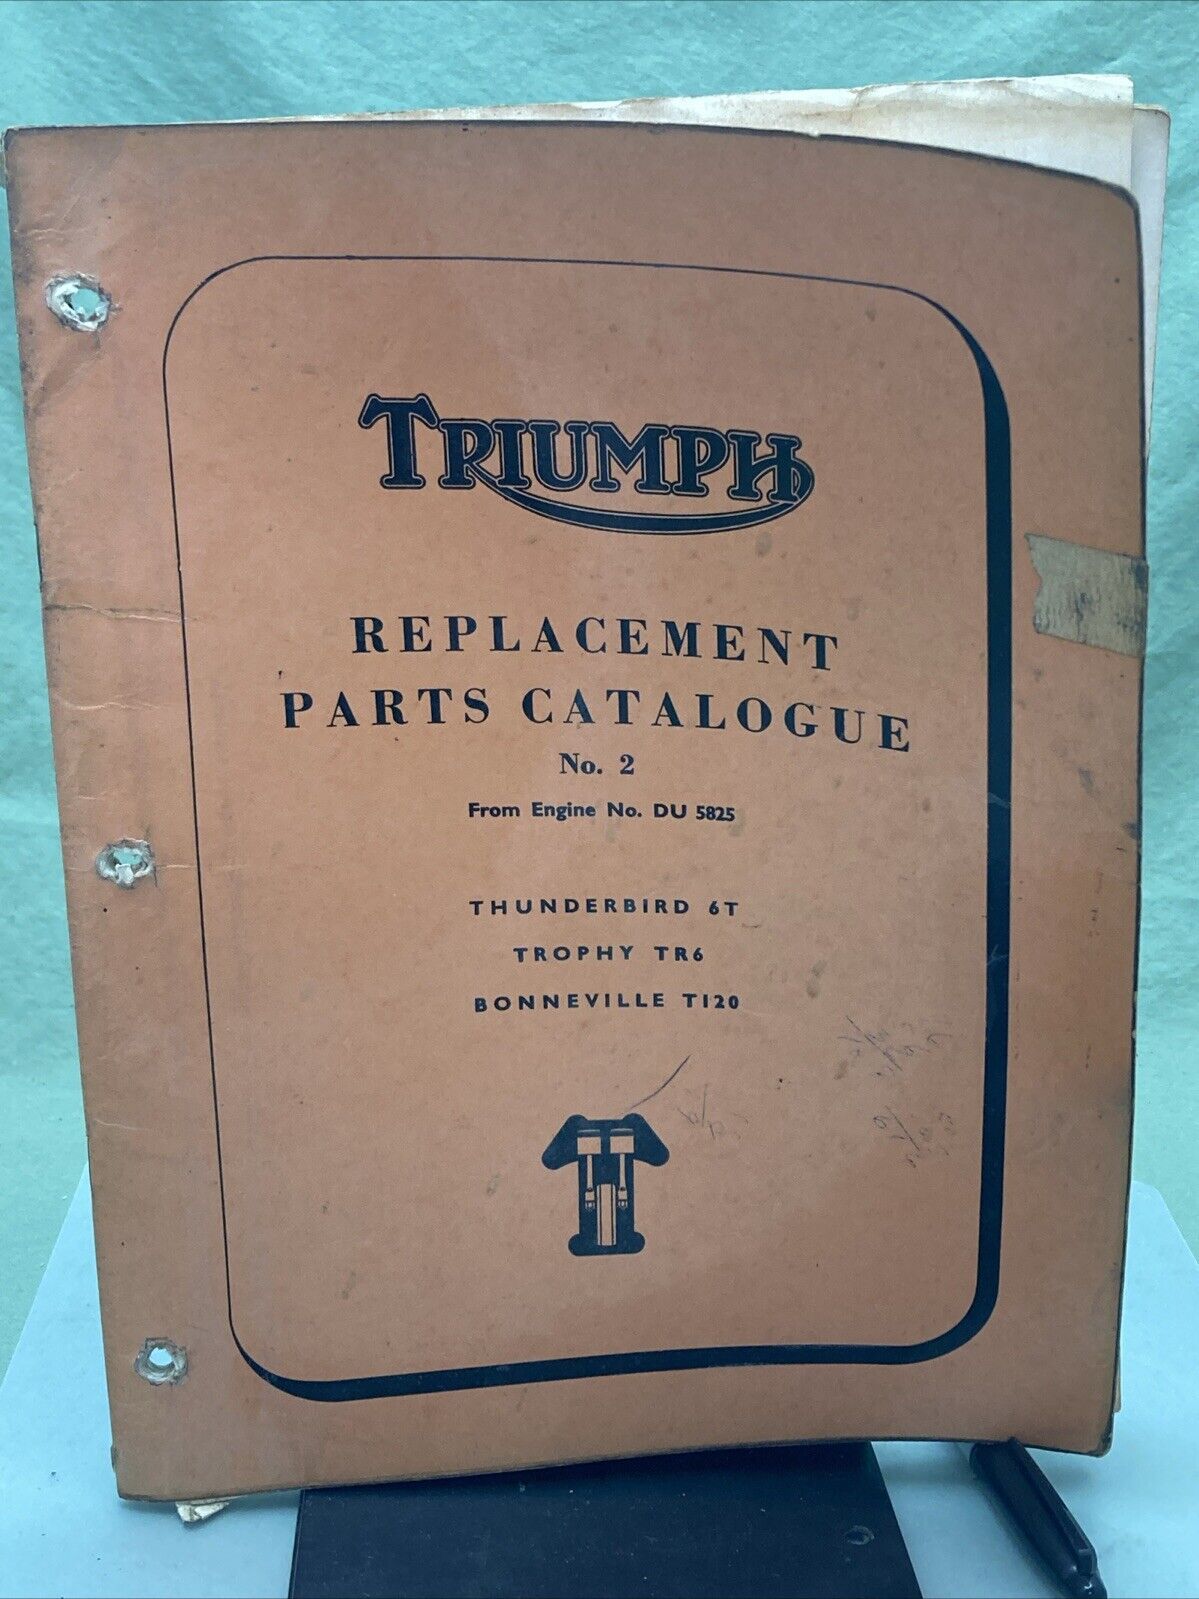 TRIUMPH
REPLACEMENT
PARTS CATALOGUE
No. 2
From Engine No. DU 5825
THUNDERBIRD 6T
TROPHY TR6
BONNEVILLE T120